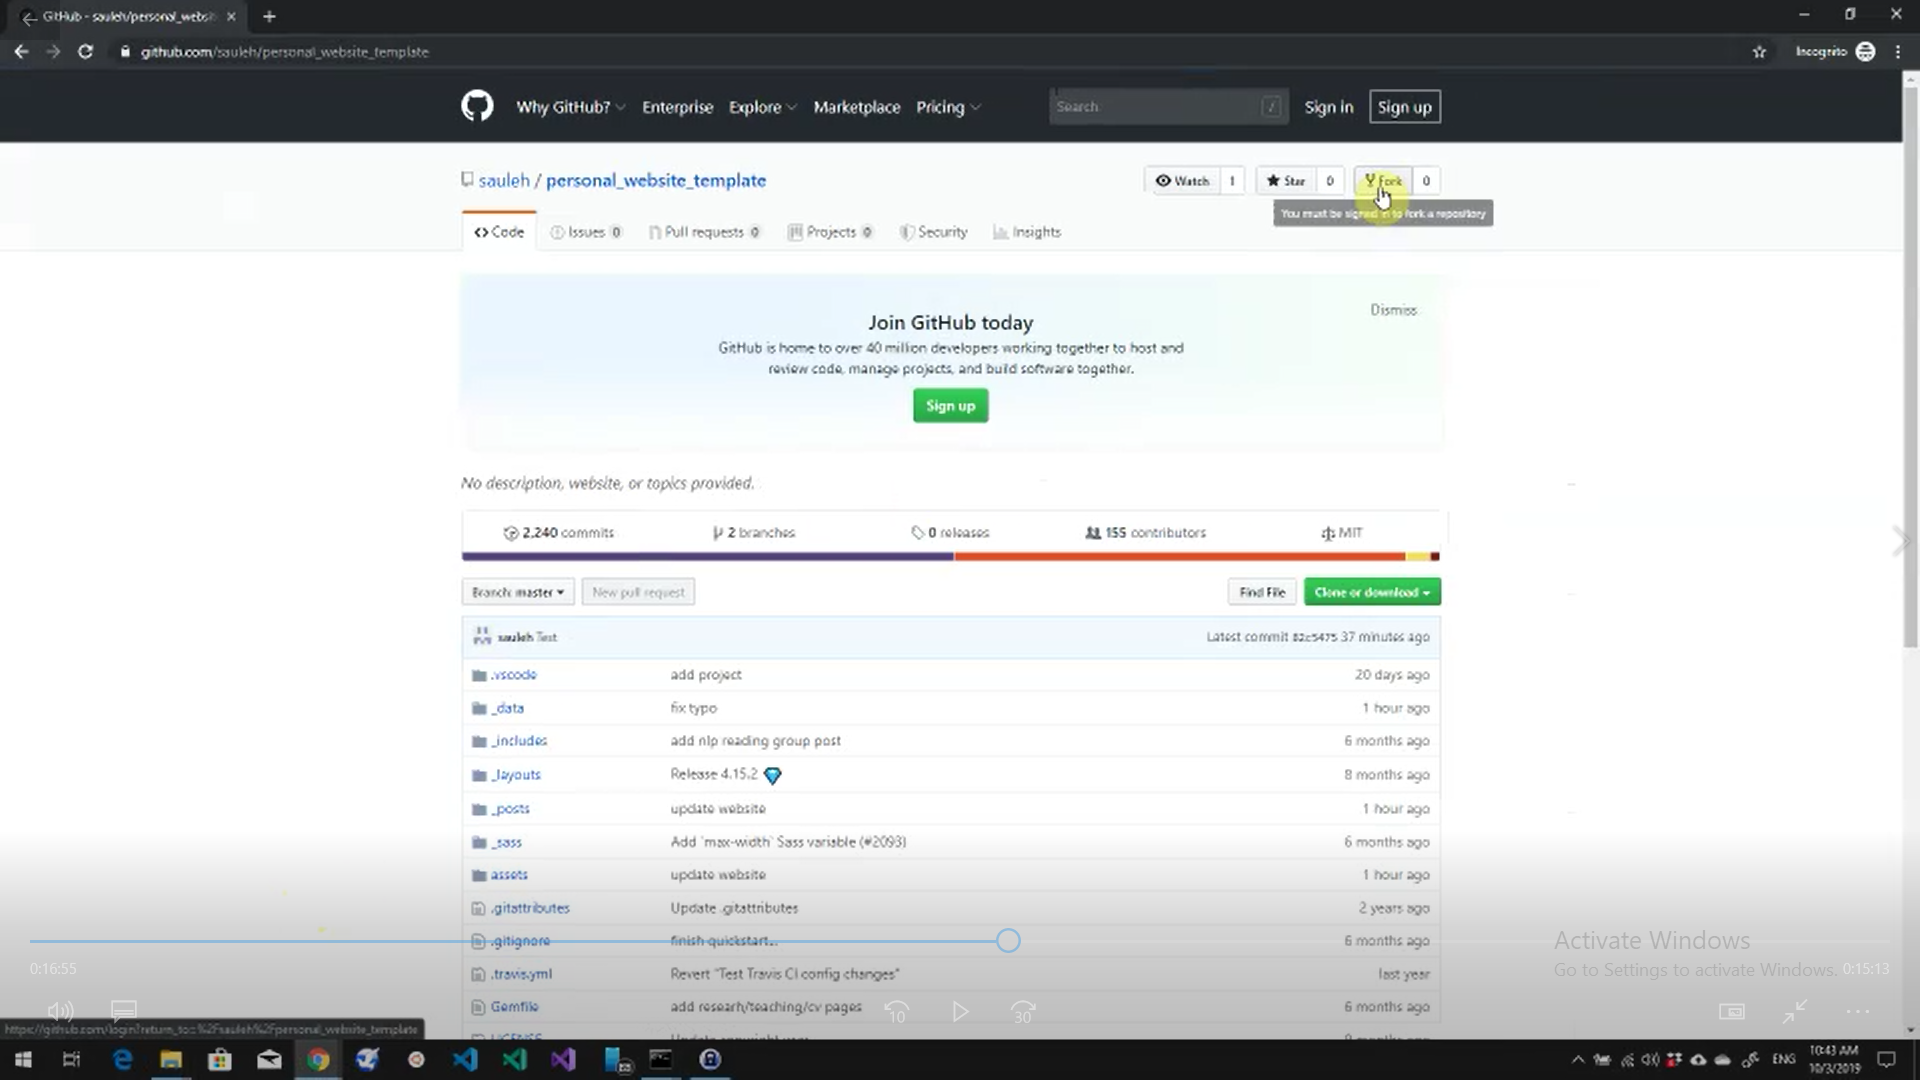 GitHub - sauleh/personal_websit
github.com/sauleh/personal_website_template
Incognito
Why GitHub? Enterprise Explore Marketplace Pricing
Search /
Sign in Sign up
sauleh / personal_website_template
Watch 1 Star 0 Fork 0
You must be signed in to fork a repository
Code Issues 0 Pull requests 0 Projects 0 Security Insights
Dismiss
Join GitHub today
GitHub is home to over 40 million developers working together to host and
review code, manage projects, and build software together.
Sign up
No description, website, or topics provided.
2,240 commits 2 branches 0 releases 155 contributors MIT
Branch: master New pull request Find File Clone or download
sauleh Test Latest commit 82c5475 37 minutes ago
.vscode add project 20 days ago
_data fix typo 1 hour ago
_includes add nlp reading group post 6 months ago
_layouts Release 4.15.2 8 months ago
_posts update website 1 hour ago
_sass Add `max-width` Sass variable (#2093) 6 months ago
assets update website 1 hour ago
.gitattributes Update .gitattributes 2 years ago
.gitignore finish quickstart... 6 months ago
.travis.yml Revert "Test Travis CI config changes" last year
Gemfile add researh/teaching/cv pages 6 months ago
Activate Windows
Go to Settings to activate Windows.
0:16:55
0:15:13
10
30
https://github.com/login?return_to=%2Fsauleh%2Fpersonal_website_template
ENG
10:43 AM
10/3/2019